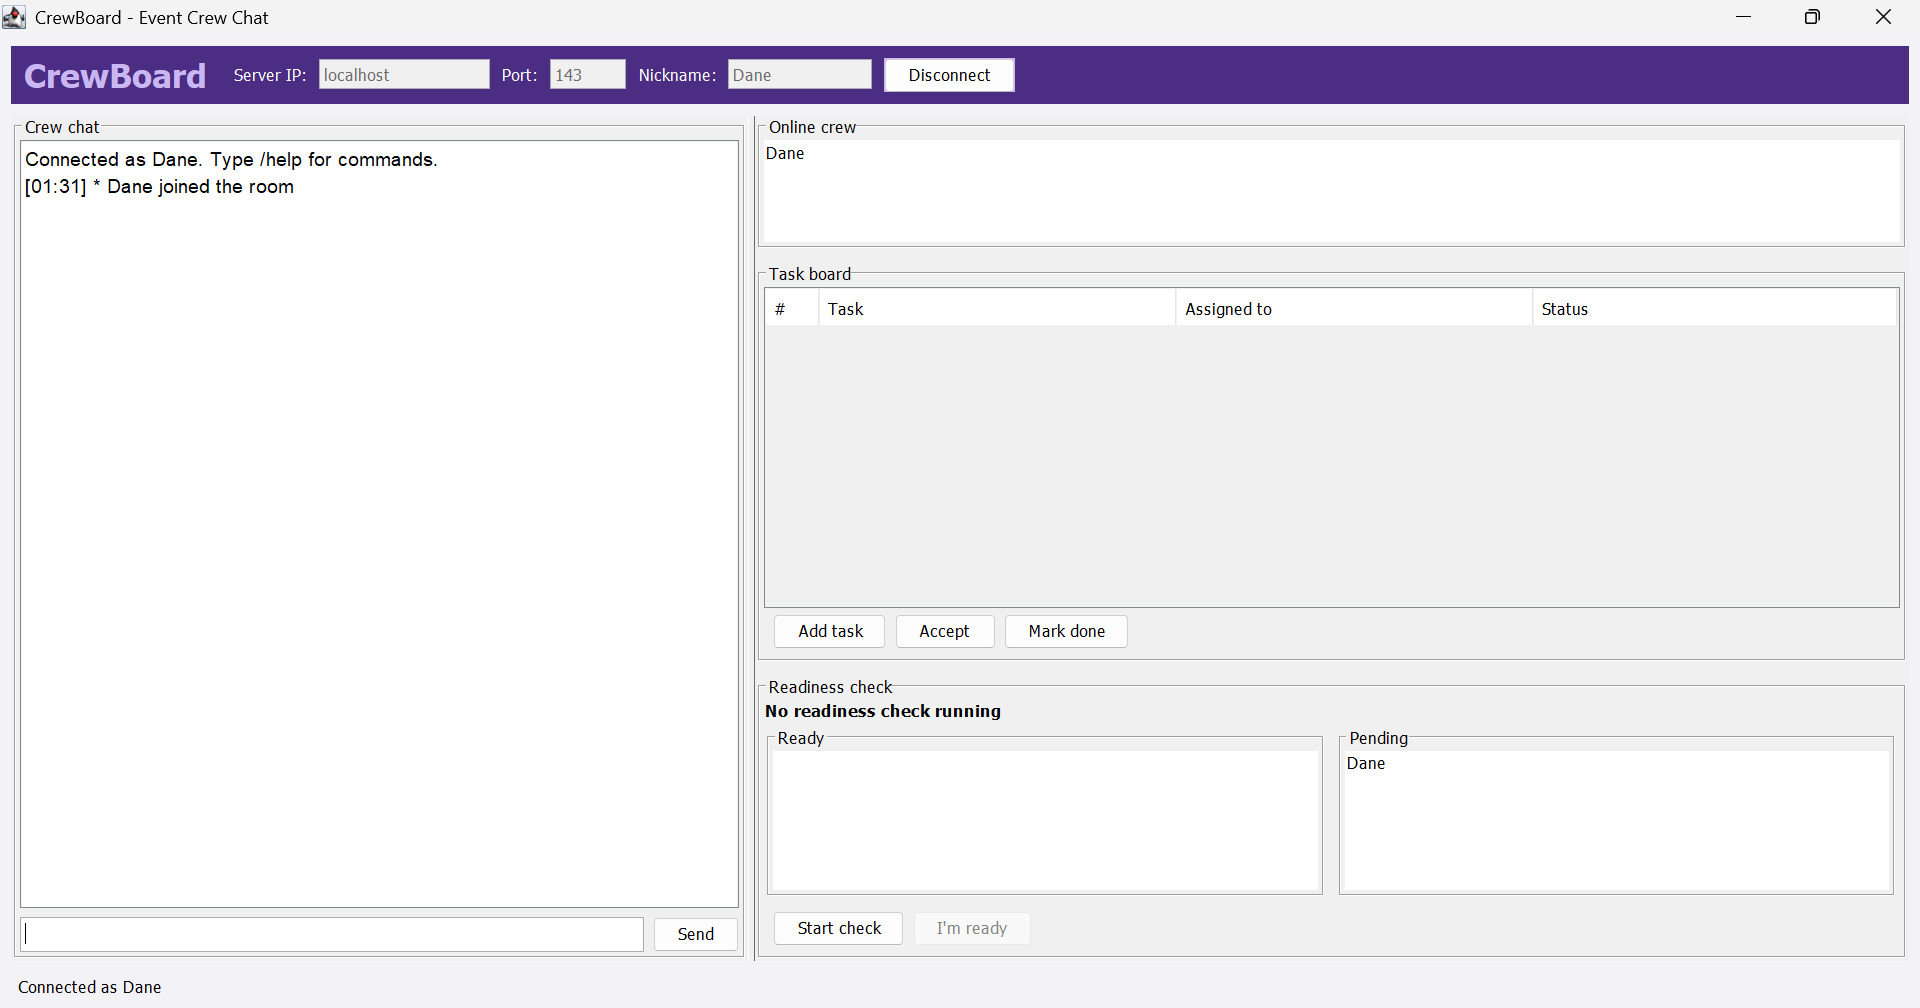 CrewBoard - Event Crew Chat
CrewBoard Server IP: localhost Port: 143 Nickname: Dane Disconnect
Crew chat
Connected as Dane. Type /help for commands.
[01:31] * Dane joined the room
Send
Online crew
Dane
Task board
# Task Assigned to Status
Add task Accept Mark done
Readiness check
No readiness check running
Ready
Pending
Dane
Start check I'm ready
Connected as Dane